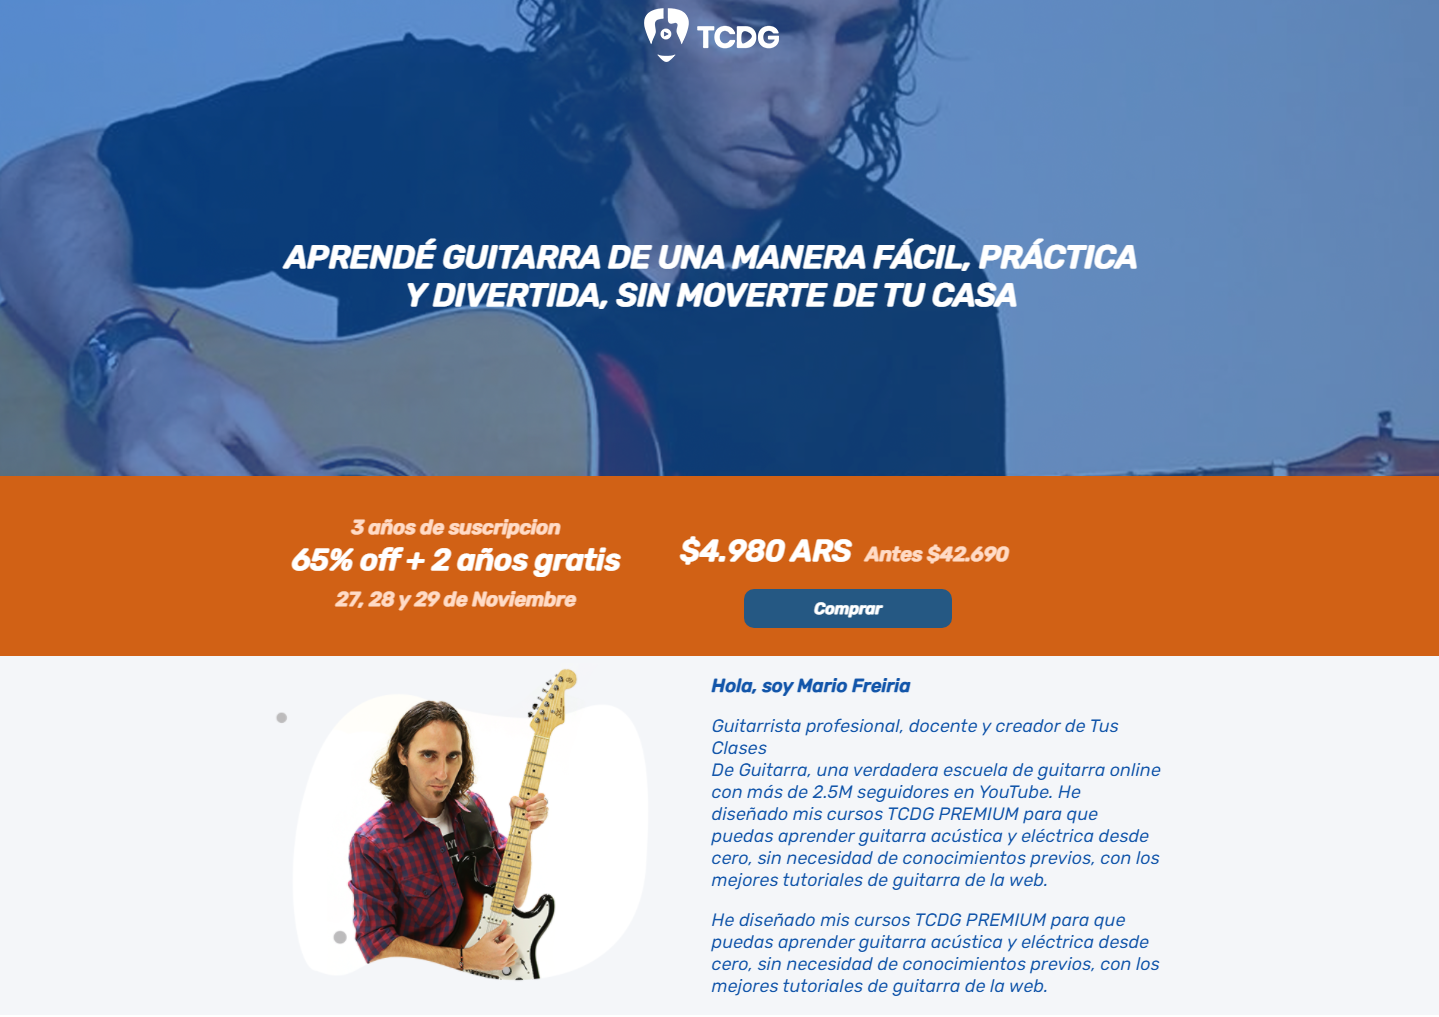 TCDG
APRENDÉ GUITARRA DE UNA MANERA FÁCIL, PRÁCTICA
Y DIVERTIDA, SIN MOVERTE DE TU CASA
3 años de suscripcion
65% off + 2 años gratis
27, 28 y 29 de Noviembre
$4.980 ARS Antes $42.690
Comprar
Hola, soy Mario Freiria
Guitarrista profesional, docente y creador de Tus
Clases
De Guitarra, una verdadera escuela de guitarra online
con más de 2.5M seguidores en YouTube. He
diseñado mis cursos TCDG PREMIUM para que
puedas aprender guitarra acústica y eléctrica desde
cero, sin necesidad de conocimientos previos, con los
mejores tutoriales de guitarra de la web.
He diseñado mis cursos TCDG PREMIUM para que
puedas aprender guitarra acústica y eléctrica desde
cero, sin necesidad de conocimientos previos, con los
mejores tutoriales de guitarra de la web.